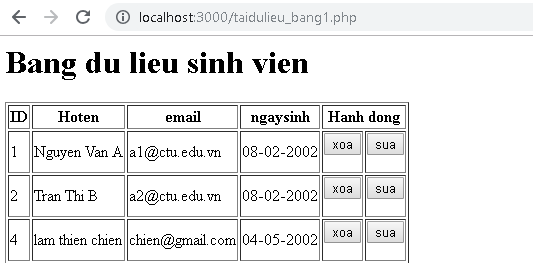 localhost:3000/taidulieu_bang1.php
Bang du lieu sinh vien
ID Hoten email ngaysinh Hanh dong
1 Nguyen Van A a1@ctu.edu.vn 08-02-2002 xoa sua
2 Tran Thi B a2@ctu.edu.vn 08-02-2002 xoa sua
4 lam thien chien chien@gmail.com 04-05-2002 xoa sua